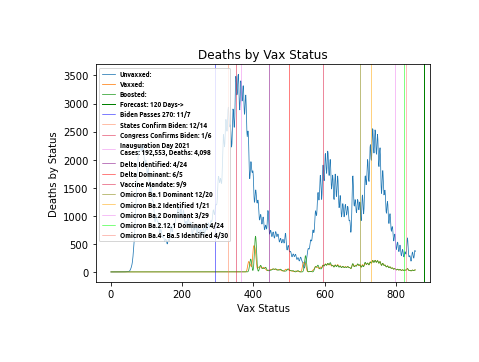 Deaths by Vax Status
3500
3000
2500
2000
1500
1000
500
0
Deaths by Status
Unvaxxed:
Vaxxed:
Boosted:
Forecast: 120 Days->
Biden Passes 270: 11/7
States Confirm Biden: 12/14
Congress Confirms Biden: 1/6
Inauguration Day 2021
Cases: 192,553, Deaths: 4,098
Delta Identified: 4/24
Delta Dominant: 6/5
Vaccine Mandate: 9/9
Omicron Ba.1 Dominant 12/20
Omicron Ba.2 Identified 1/21
Omicron Ba.2 Dominant 3/29
Omicron Ba.2.12.1 Dominant 4/24
Omicron Ba.4 - Ba.5 Identified 4/30
0 200 400 600 800
Vax Status